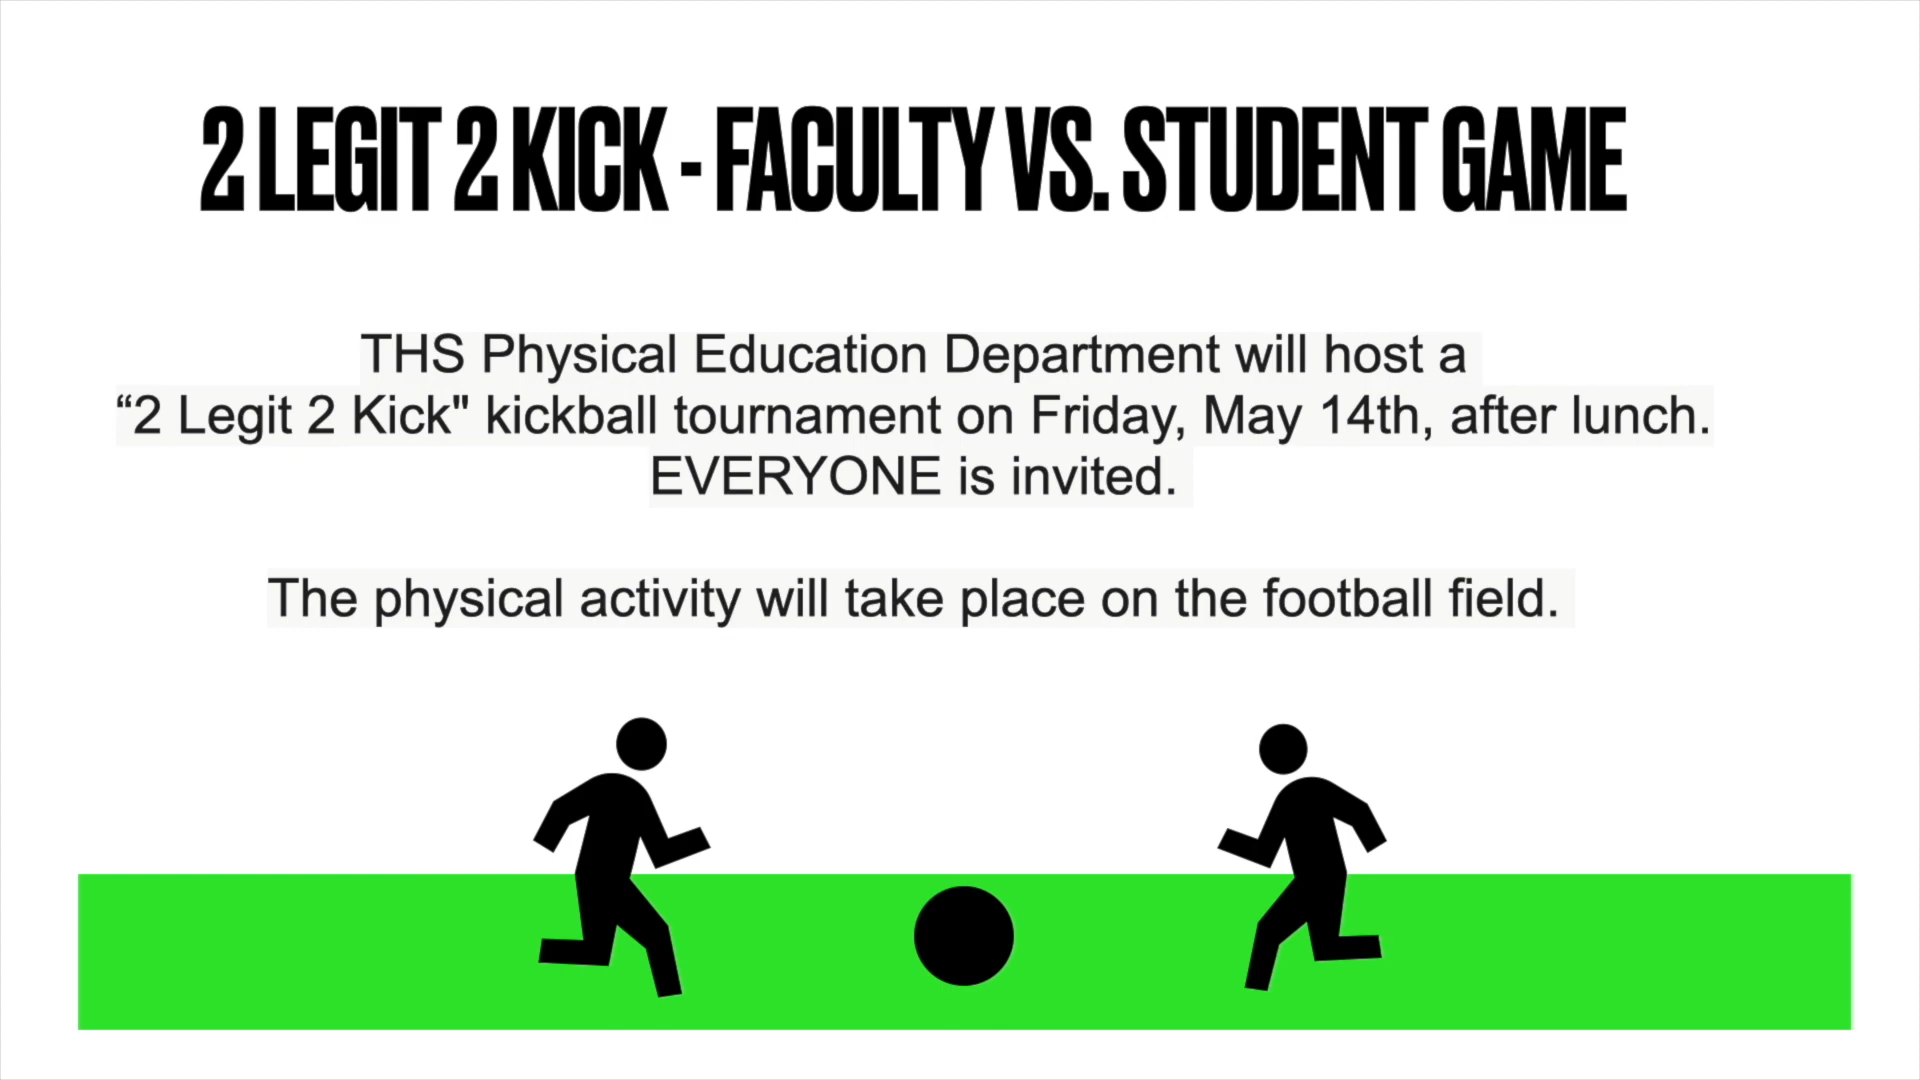 2 LEGIT 2 KICK - FACULTY VS. STUDENT GAME
THS Physical Education Department will host a
“2 Legit 2 Kick" kickball tournament on Friday, May 14th, after lunch.
EVERYONE is invited.
The physical activity will take place on the football field.